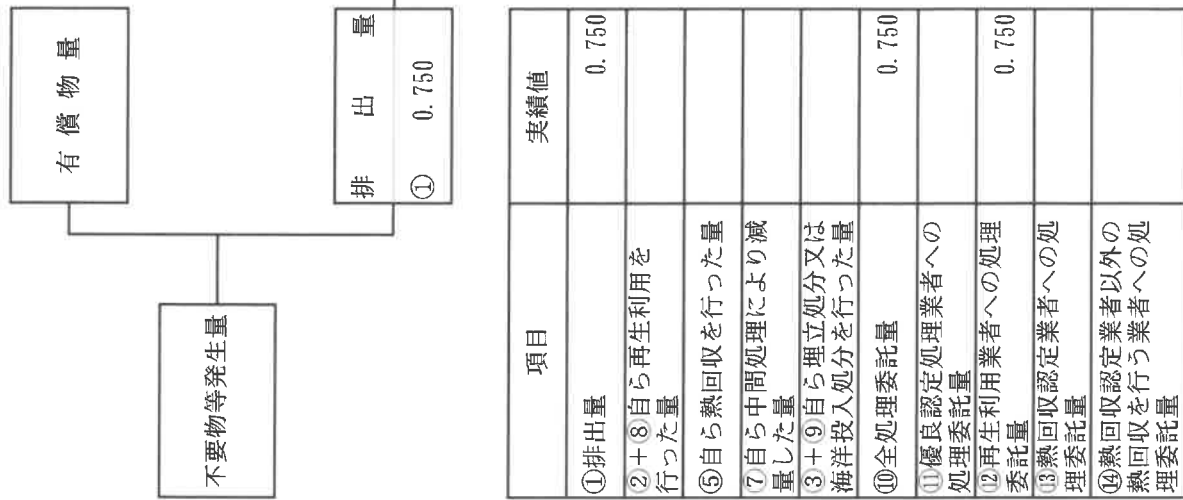 有償物量
不要物等発生量
排出量
① 0.750
項目 実績値
①排出量 0.750
②+⑧自ら再生利用を
行った量
⑤自ら熱回収を行った量
⑦自ら中間処理により減
量した量
③+⑨自ら埋立処分又は
海洋投入処分を行った量
⑩全処理委託量 0.750
⑪優良認定処理業者への
処理委託量
⑫再生利用業者への処理
委託量 0.750
⑬熱回収認定業者への処
理委託量
⑭熱回収認定業者以外の
熱回収を行う業者への処
理委託量